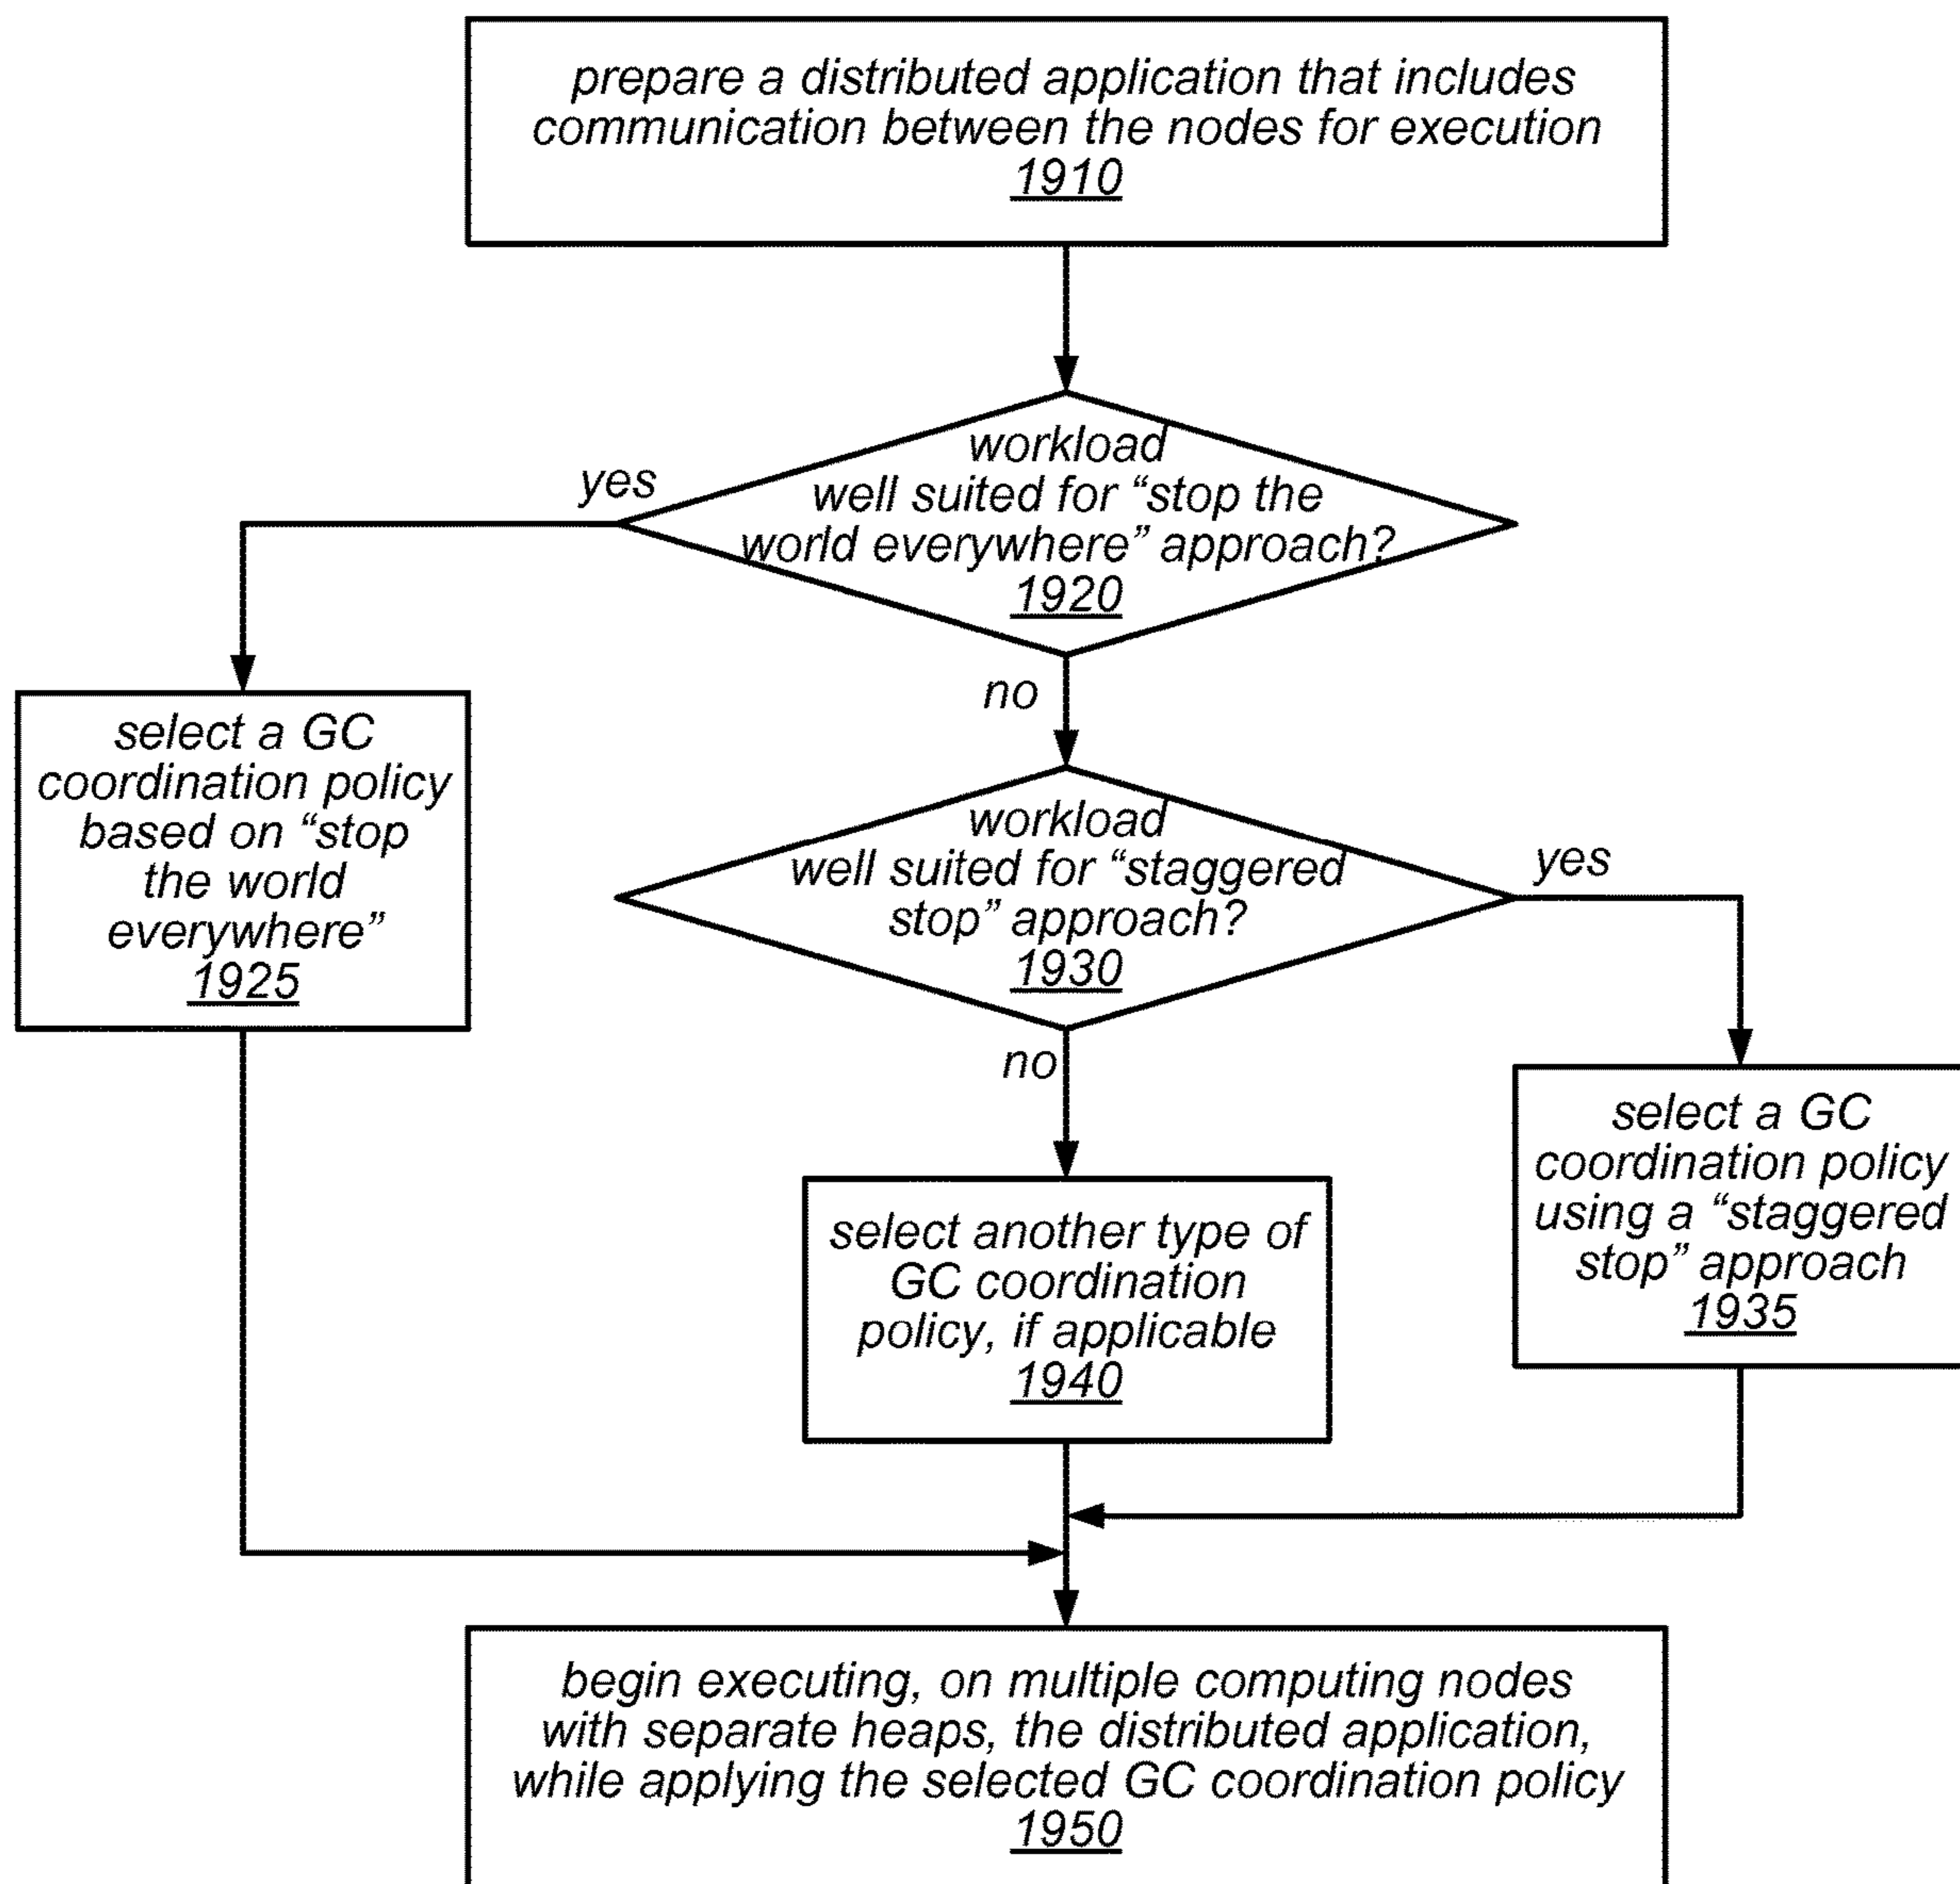 prepare a distributed application that includes
communication between the nodes for execution
1910
workload
well suited for “stop the
world everywhere” approach?
1920
yes
no
select a GC
coordination policy
based on “stop
the world
everywhere”
1925
workload
well suited for “staggered
stop” approach?
1930
yes
no
select a GC
coordination policy
using a “staggered
stop” approach
1935
select another type of
GC coordination
policy, if applicable
1940
begin executing, on multiple computing nodes
with separate heaps, the distributed application,
while applying the selected GC coordination policy
1950